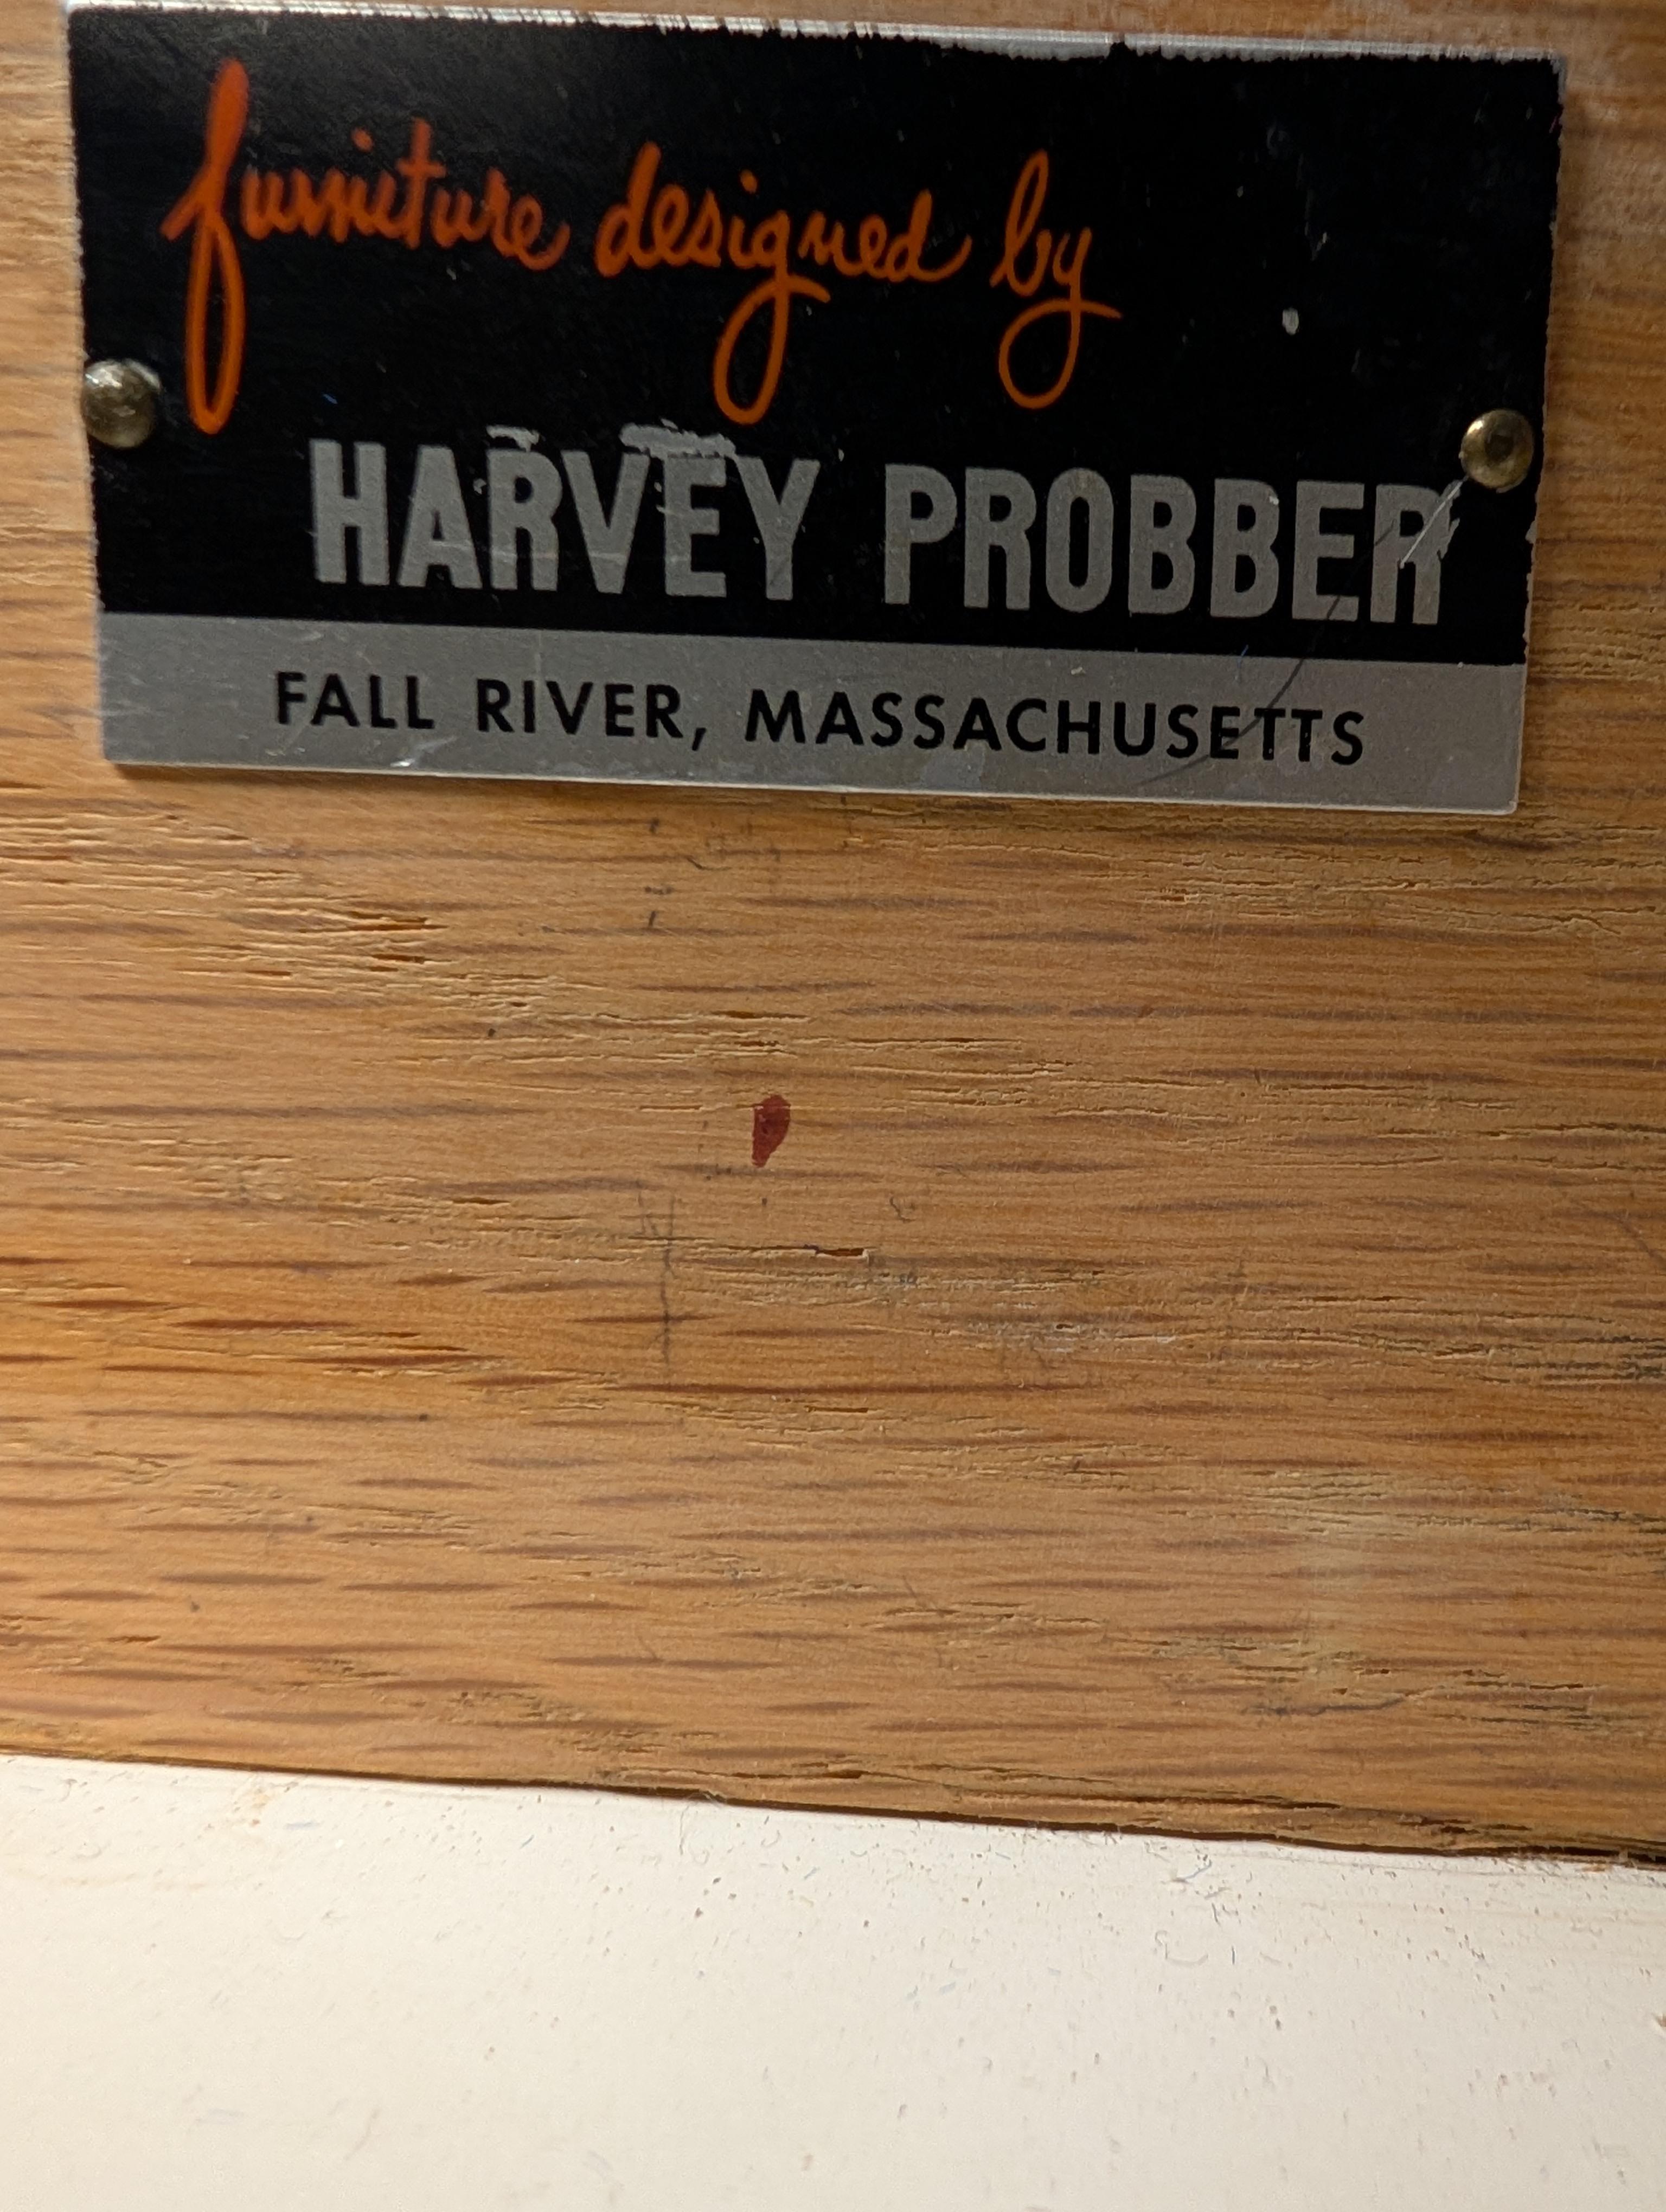 furniture designed by
HARVEY PROBBER
FALL RIVER, MASSACHUSETTS